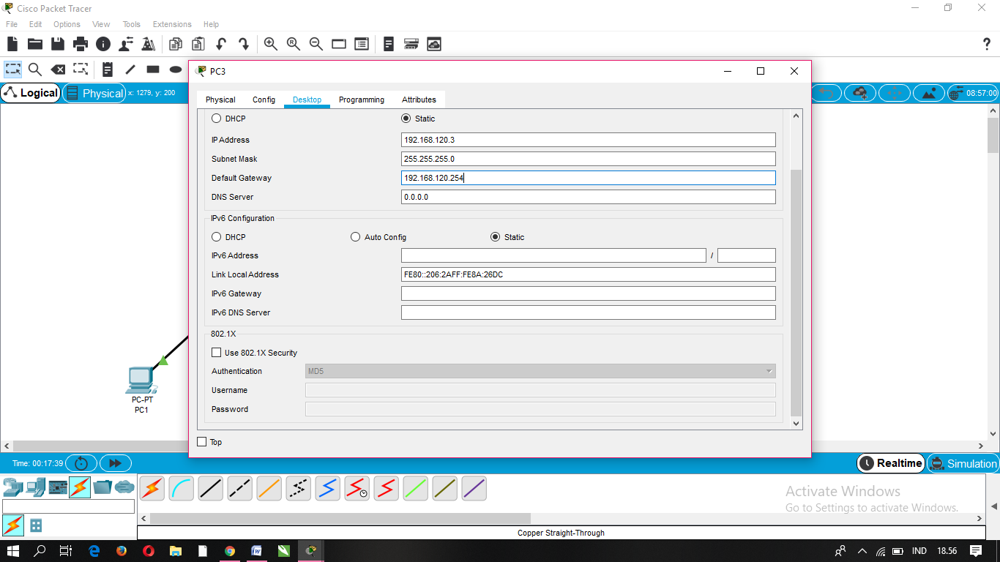 Cisco Packet Tracer
File Edit Options View Tools Extensions Help
?
PC3
Logical
Physical
x: 1279, y: 200
08:57:00
Physical Config Desktop Programming Attributes
DHCP Static
IP Address 192.168.120.3
Subnet Mask 255.255.255.0
Default Gateway 192.168.120.254
DNS Server 0.0.0.0
IPv6 Configuration
DHCP Auto Config Static
IPv6 Address /
Link Local Address FE80::206:2AFF:FE8A:26DC
IPv6 Gateway
IPv6 DNS Server
802.1X
Use 802.1X Security
Authentication MD5
Username
Password
Top
PC-PT
PC1
Time: 00:17:39
Realtime
Simulation
Activate Windows
Go to Settings to activate Windows.
Copper Straight-Through
IND 18.56